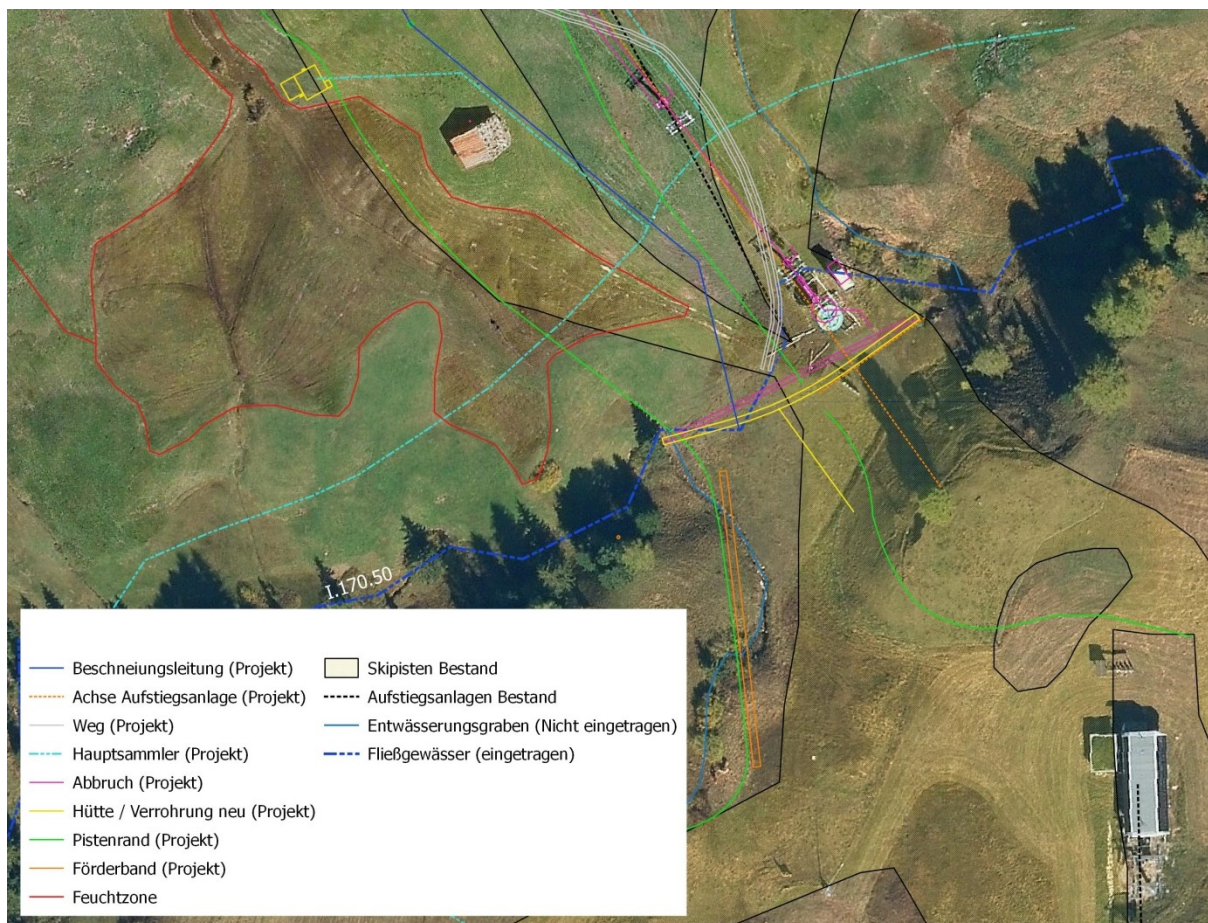 I.170.50
Beschneiungsleitung (Projekt)
Achse Aufstiegsanlage (Projekt)
Weg (Projekt)
Hauptsammler (Projekt)
Abbruch (Projekt)
Hütte / Verrohrung neu (Projekt)
Pistenrand (Projekt)
Förderband (Projekt)
Feuchtzone
Skipisten Bestand
Aufstiegsanlagen Bestand
Entwässerungsgraben (Nicht eingetragen)
Fließgewässer (eingetragen)